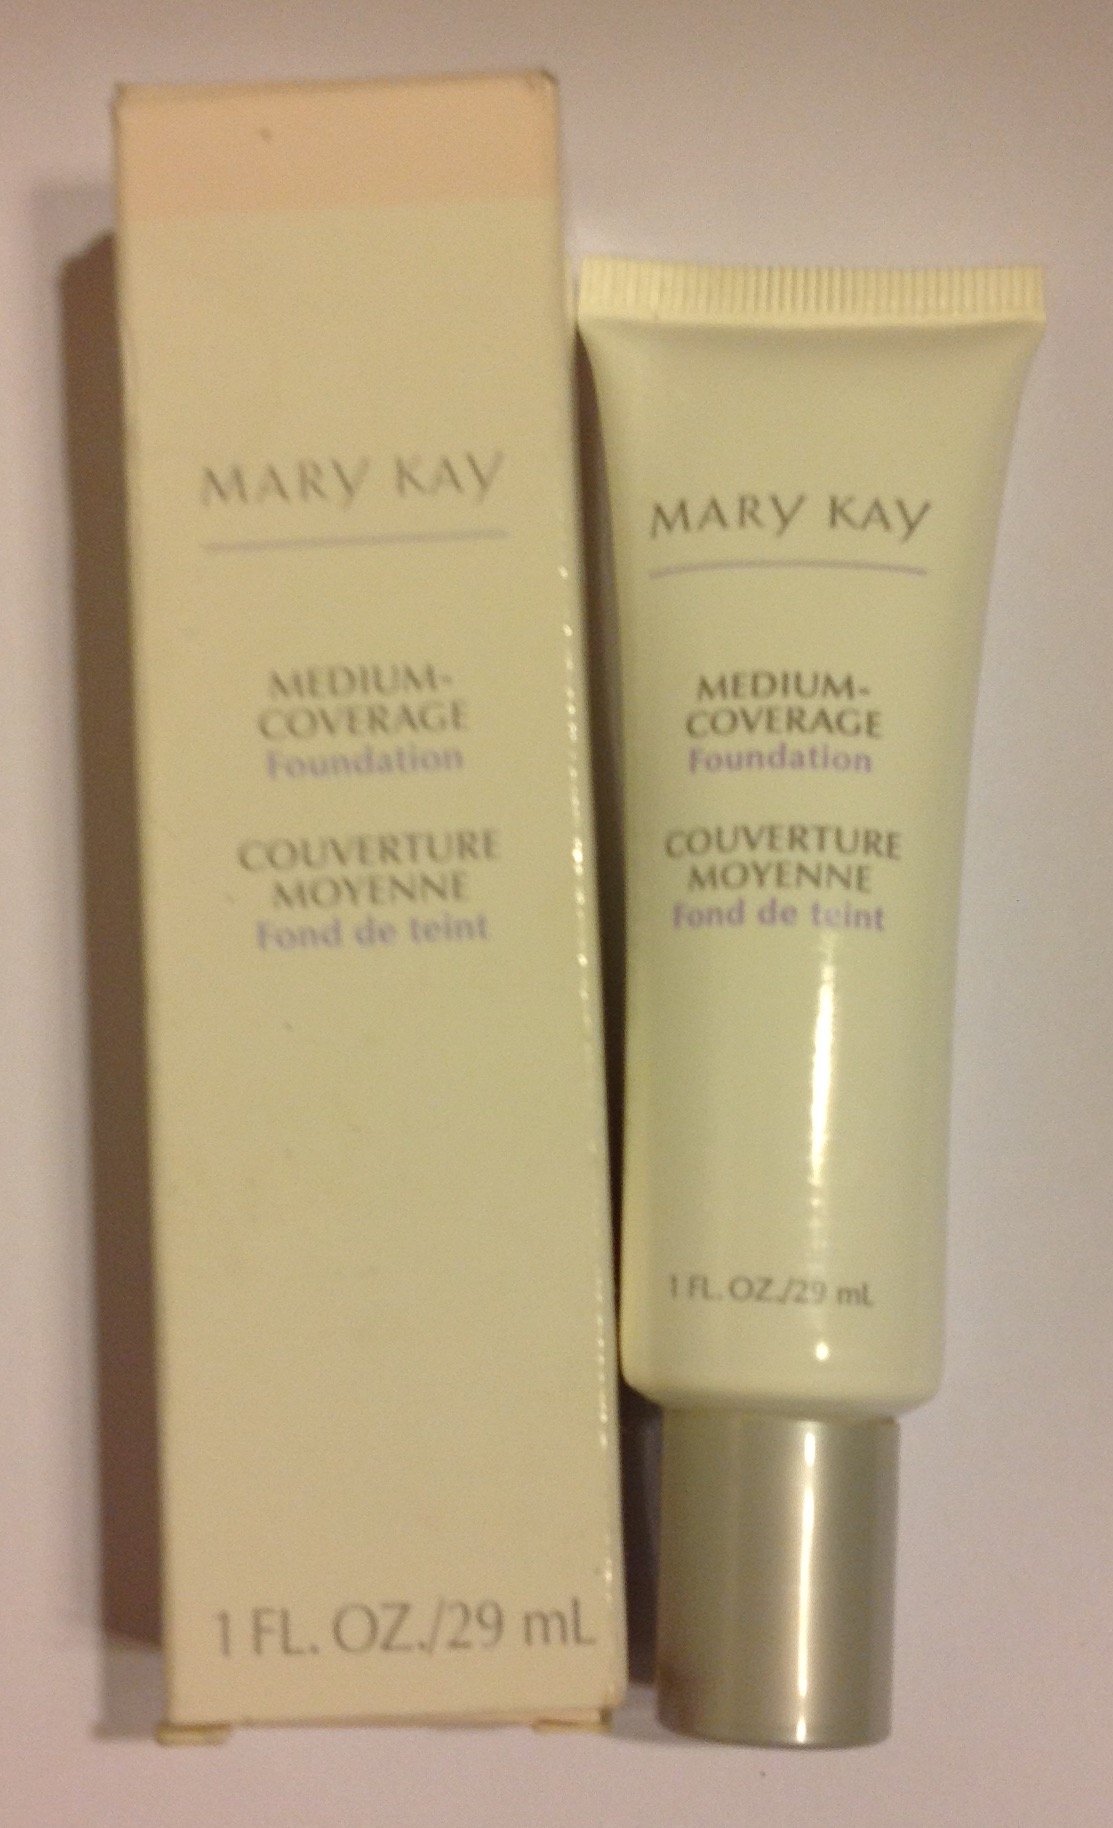 MARY KAY
MEDIUM-
COVERAGE
Foundation
COUVERTURE
MOYENNE
Fond de teint
1 FL. OZ./29 mL
MARY KAY
MEDIUM-
COVERAGE
Foundation
COUVERTURE
MOYENNE
Fond de teint
1 FL. OZ./29 mL